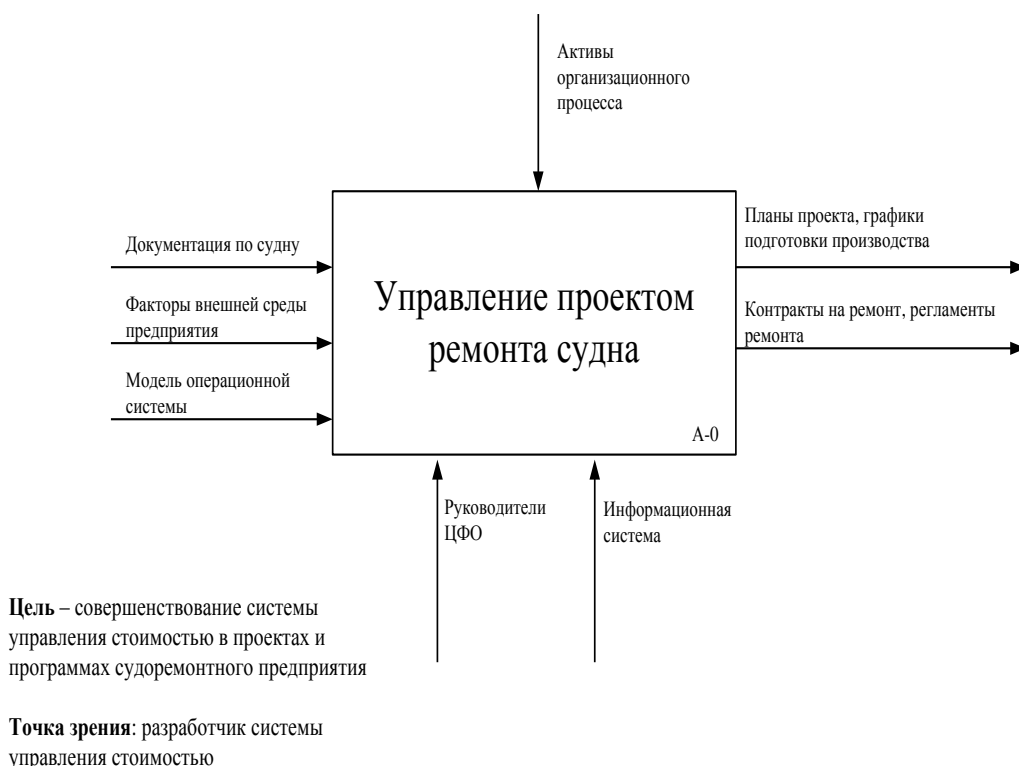 Активы
организационного
процесса
Документация по судну
Факторы внешней среды
предприятия
Модель операционной
системы
Управление проектом
ремонта судна
А-0
Планы проекта, графики
подготовки производства
Контракты на ремонт, регламенты
ремонта
Руководители
ЦФО
Информационная
система
Цель – совершенствование системы
управления стоимостью в проектах и
программах судоремонтного предприятия
Точка зрения: разработчик системы
управления стоимостью